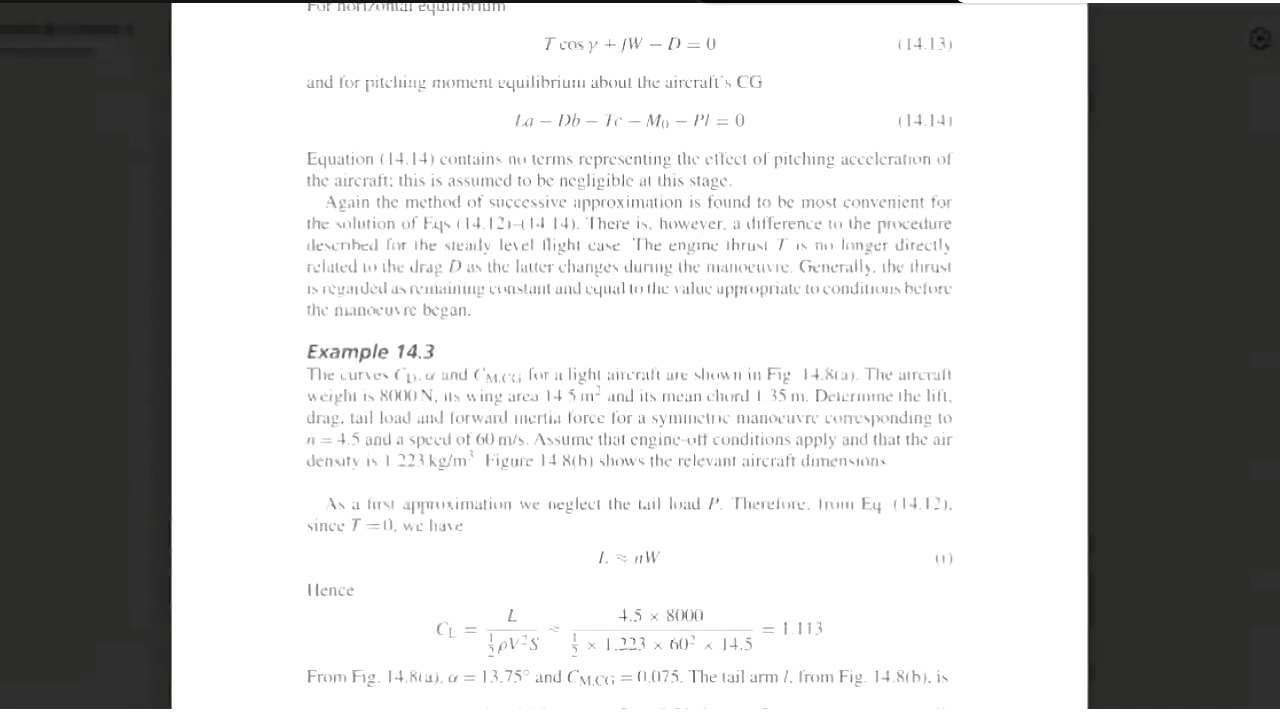 For horizontal equilibrium
T cos γ + fW − D = 0 (14.13)
and for pitching moment equilibrium about the aircraft's CG
La − Db − Tc − M₀ − Pl = 0 (14.14)
Equation (14.14) contains no terms representing the effect of pitching acceleration of
the aircraft; this is assumed to be negligible at this stage.
Again the method of successive approximation is found to be most convenient for
the solution of Eqs (14.12)–(14.14). There is, however, a difference to the procedure
described for the steady level flight case. The engine thrust T is no longer directly
related to the drag D as the latter changes during the manoeuvre. Generally, the thrust
is regarded as remaining constant and equal to the value appropriate to conditions before
the manoeuvre began.
Example 14.3
The curves C_D, α and C_M,CG for a light aircraft are shown in Fig. 14.8(a). The aircraft
weight is 8000 N, its wing area 14.5 m² and its mean chord 1.35 m. Determine the lift,
drag, tail load and forward inertia force for a symmetric manoeuvre corresponding to
n = 4.5 and a speed of 60 m/s. Assume that engine-off conditions apply and that the air
density is 1.223 kg/m³. Figure 14.8(b) shows the relevant aircraft dimensions.
As a first approximation we neglect the tail load P. Therefore, from Eq. (14.12),
since T = 0, we have
L ≈ nW (1)
Hence
C_L = L / (½ρV²S) ≈ 4.5 × 8000 / (½ × 1.223 × 60² × 14.5) = 1.113
From Fig. 14.8(a), α = 13.75° and C_M,CG = 0.075. The tail arm l, from Fig. 14.8(b), is